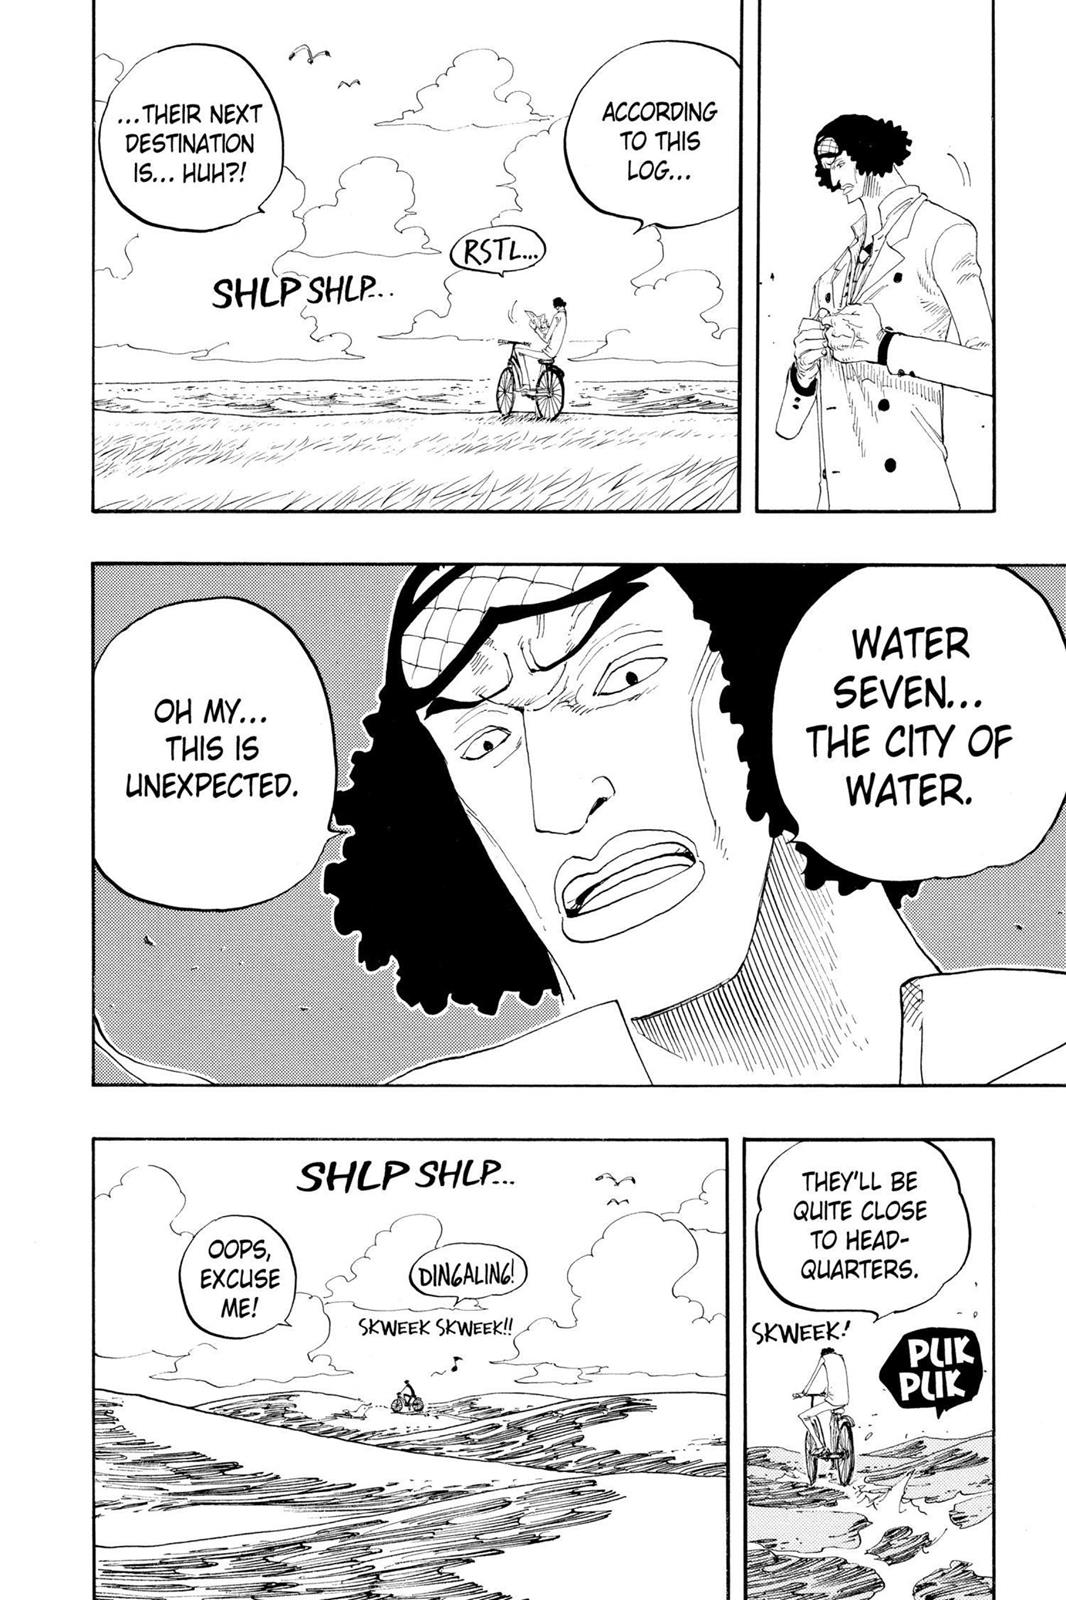 ACCORDING
TO THIS
LOG...
...THEIR NEXT
DESTINATION
IS... HUH?!
RSTL...
SHLP SHLP...
WATER
SEVEN...
THE CITY OF
WATER.
OH MY...
THIS IS
UNEXPECTED.
THEY'LL BE
QUITE CLOSE
TO HEAD-
QUARTERS.
SKWEEK!
PLIK
PLIK
SHLP SHLP...
DINGALING!
SKWEEK SKWEEK!!
OOPS,
EXCUSE
ME!